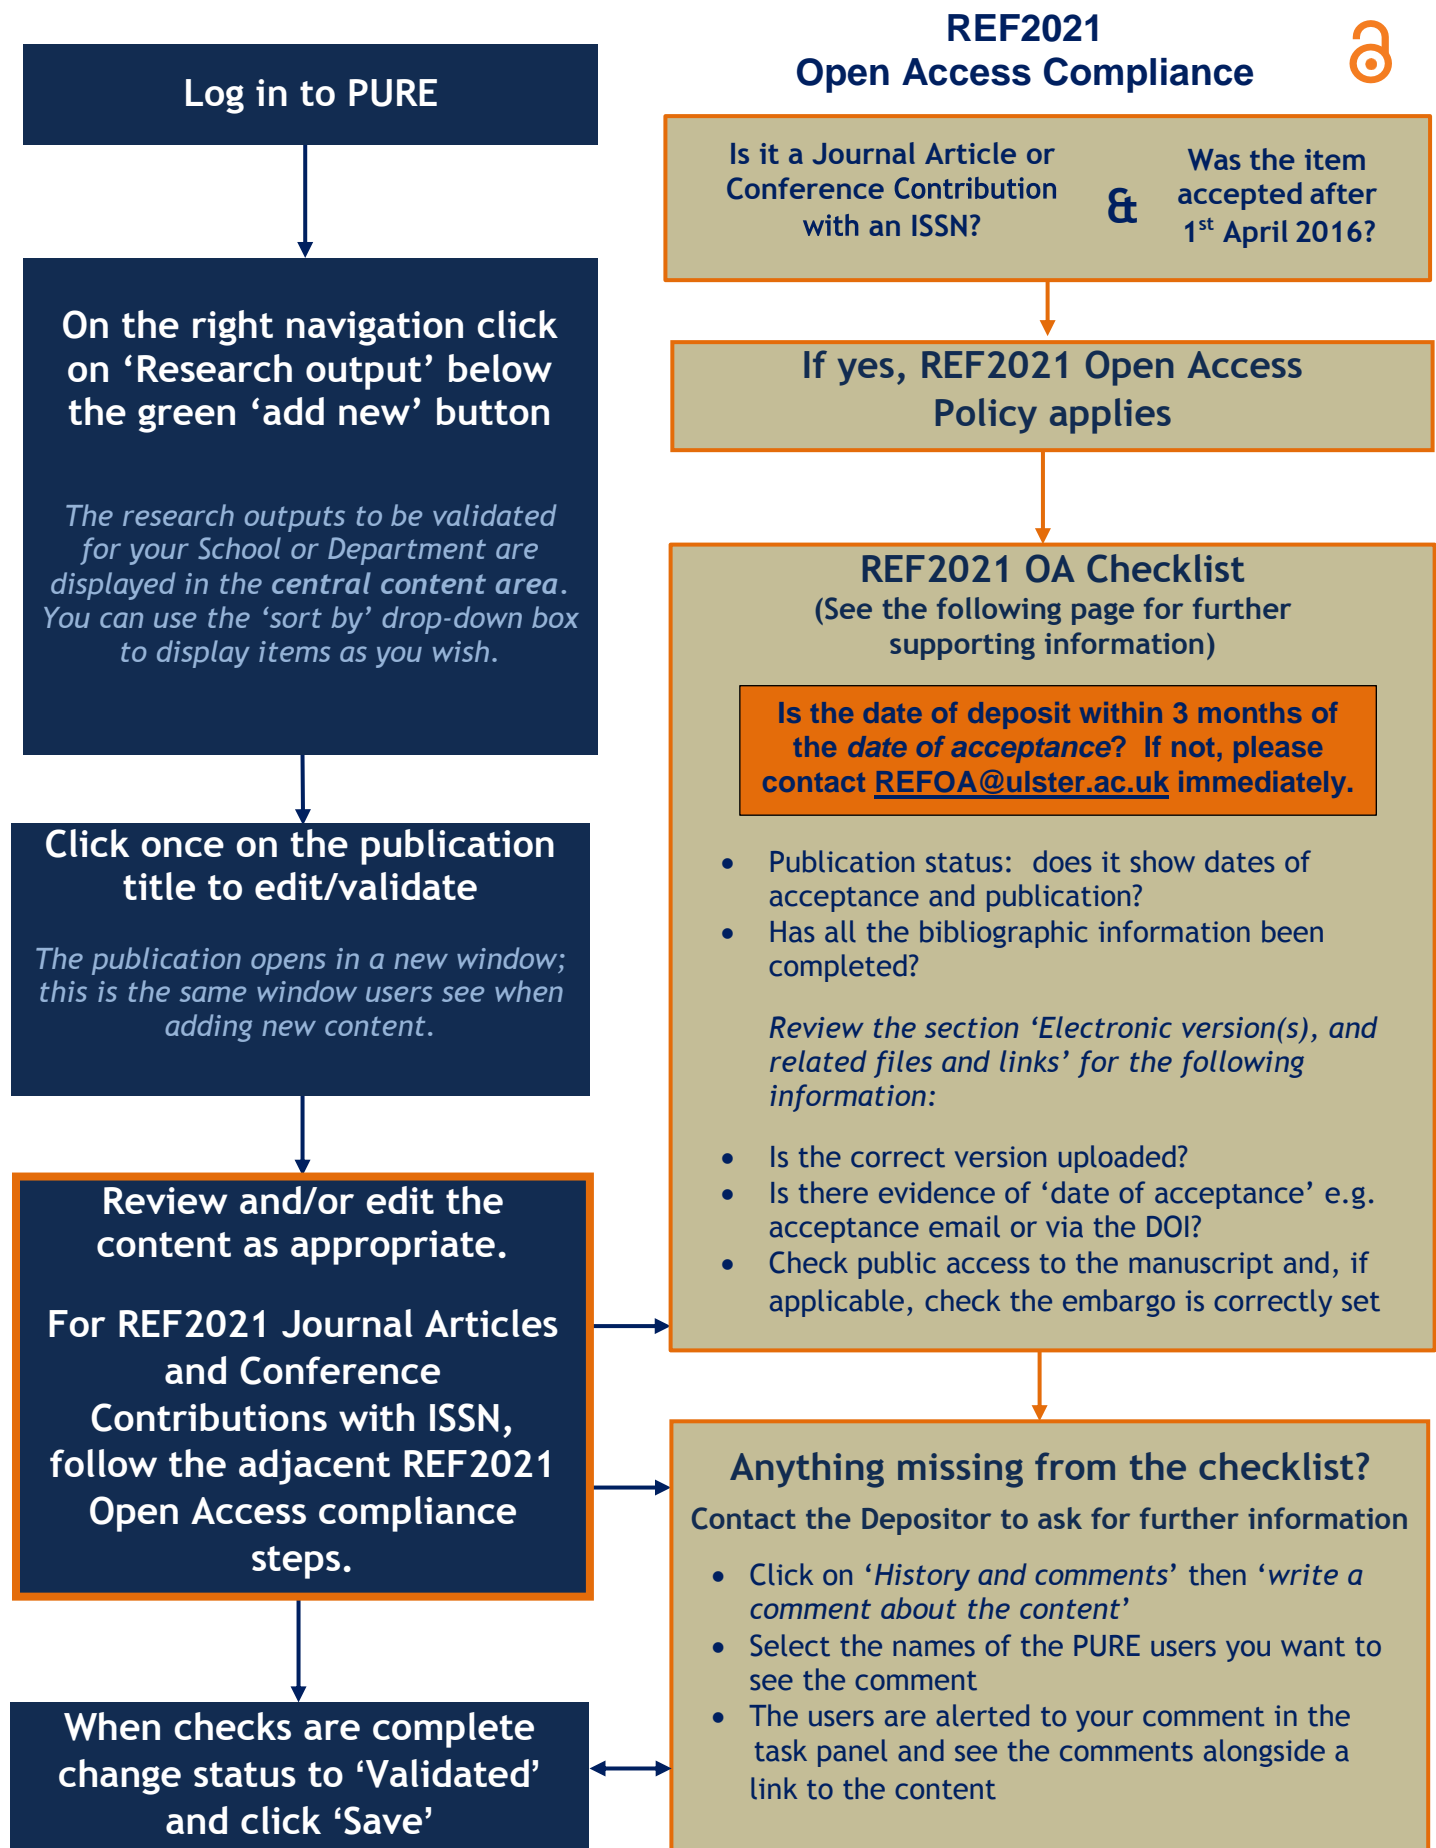 Log in to PURE
On the right navigation click
on ‘Research output’ below
the green ‘add new’ button
The research outputs to be validated
for your School or Department are
displayed in the central content area.
You can use the ‘sort by’ drop-down box
to display items as you wish.
Click once on the publication
title to edit/validate
The publication opens in a new window;
this is the same window users see when
adding new content.
Review and/or edit the
content as appropriate.
For REF2021 Journal Articles
and Conference
Contributions with ISSN,
follow the adjacent REF2021
Open Access compliance
steps.
When checks are complete
change status to ‘Validated’
and click ‘Save’
REF2021
Open Access Compliance
Is it a Journal Article or
Conference Contribution
with an ISSN?
&
Was the item
accepted after
1st April 2016?
If yes, REF2021 Open Access
Policy applies
REF2021 OA Checklist
(See the following page for further
supporting information)
Is the date of deposit within 3 months of
the date of acceptance? If not, please
contact REFOA@ulster.ac.uk immediately.
• Publication status: does it show dates of
acceptance and publication?
• Has all the bibliographic information been
completed?
Review the section ‘Electronic version(s), and
related files and links’ for the following
information:
• Is the correct version uploaded?
• Is there evidence of ‘date of acceptance’ e.g.
acceptance email or via the DOI?
• Check public access to the manuscript and, if
applicable, check the embargo is correctly set
Anything missing from the checklist?
Contact the Depositor to ask for further information
• Click on ‘History and comments’ then ‘write a
comment about the content’
• Select the names of the PURE users you want to
see the comment
• The users are alerted to your comment in the
task panel and see the comments alongside a
link to the content